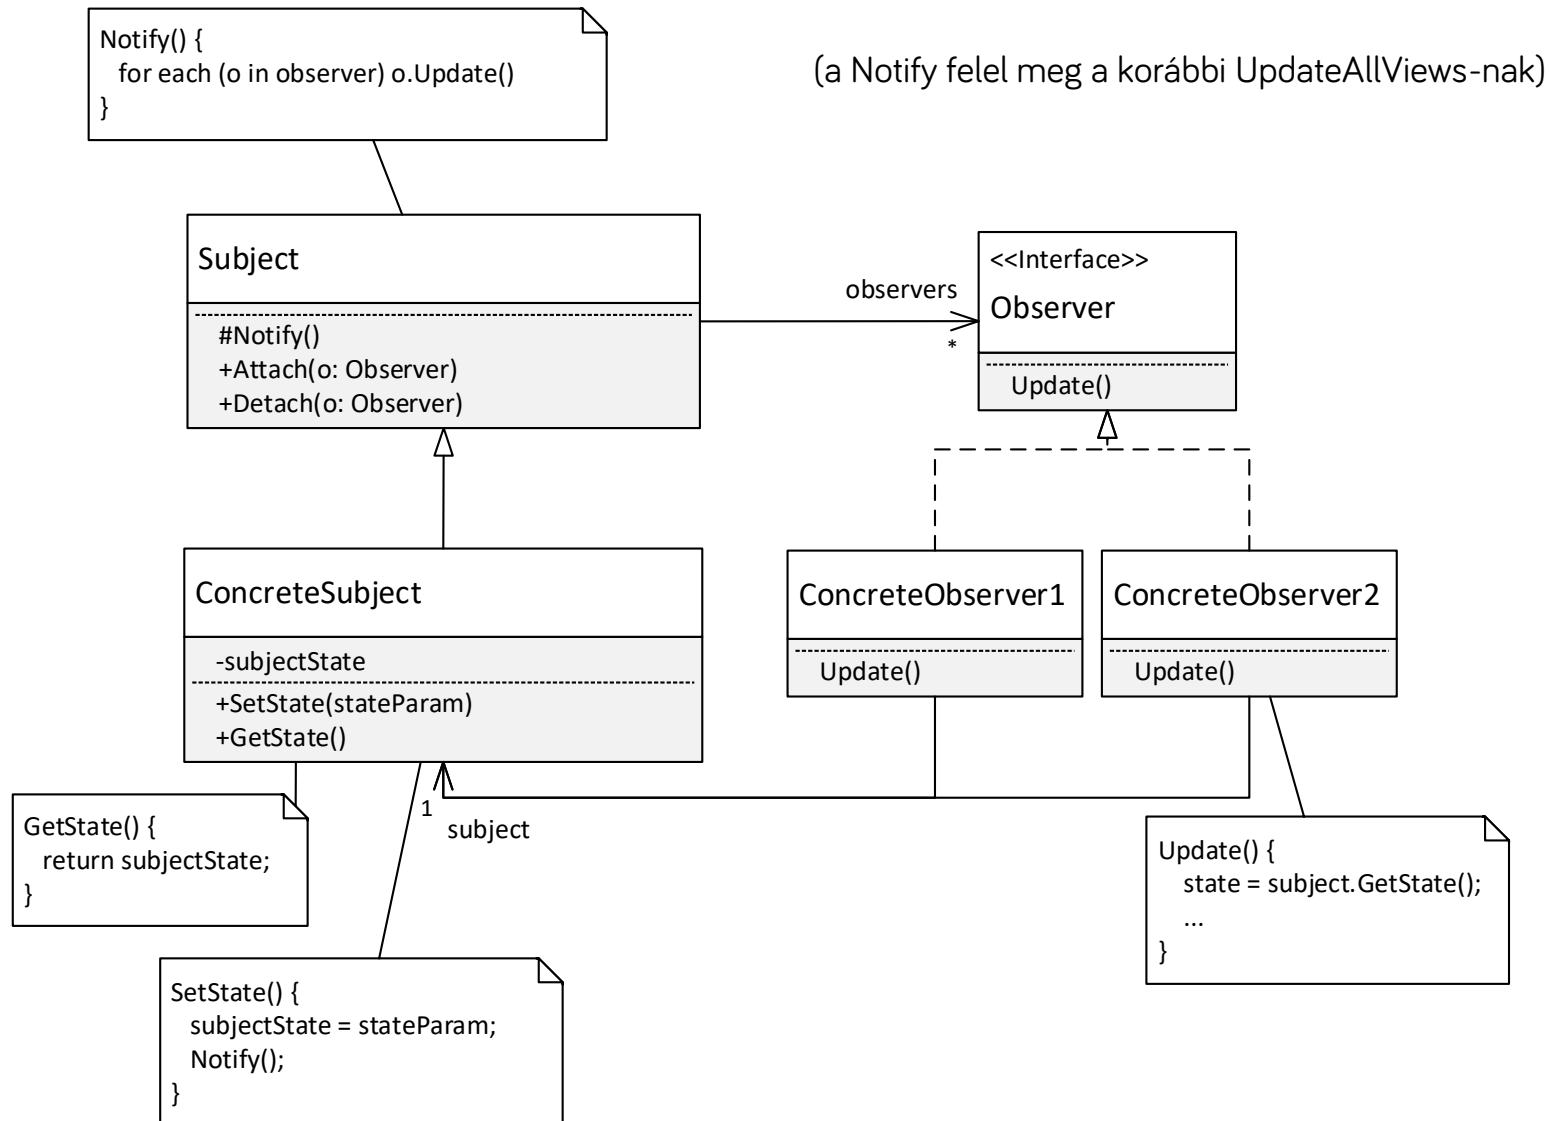 Notify() {
for each (o in observer) o.Update()
}
(a Notify felel meg a korábbi UpdateAllViews-nak)
Subject
#Notify()
+Attach(o: Observer)
+Detach(o: Observer)
observers
*
<<Interface>>
Observer
Update()
ConcreteSubject
-subjectState
+SetState(stateParam)
+GetState()
ConcreteObserver1
Update()
ConcreteObserver2
Update()
1
subject
GetState() {
return subjectState;
}
SetState() {
subjectState = stateParam;
Notify();
}
Update() {
state = subject.GetState();
...
}